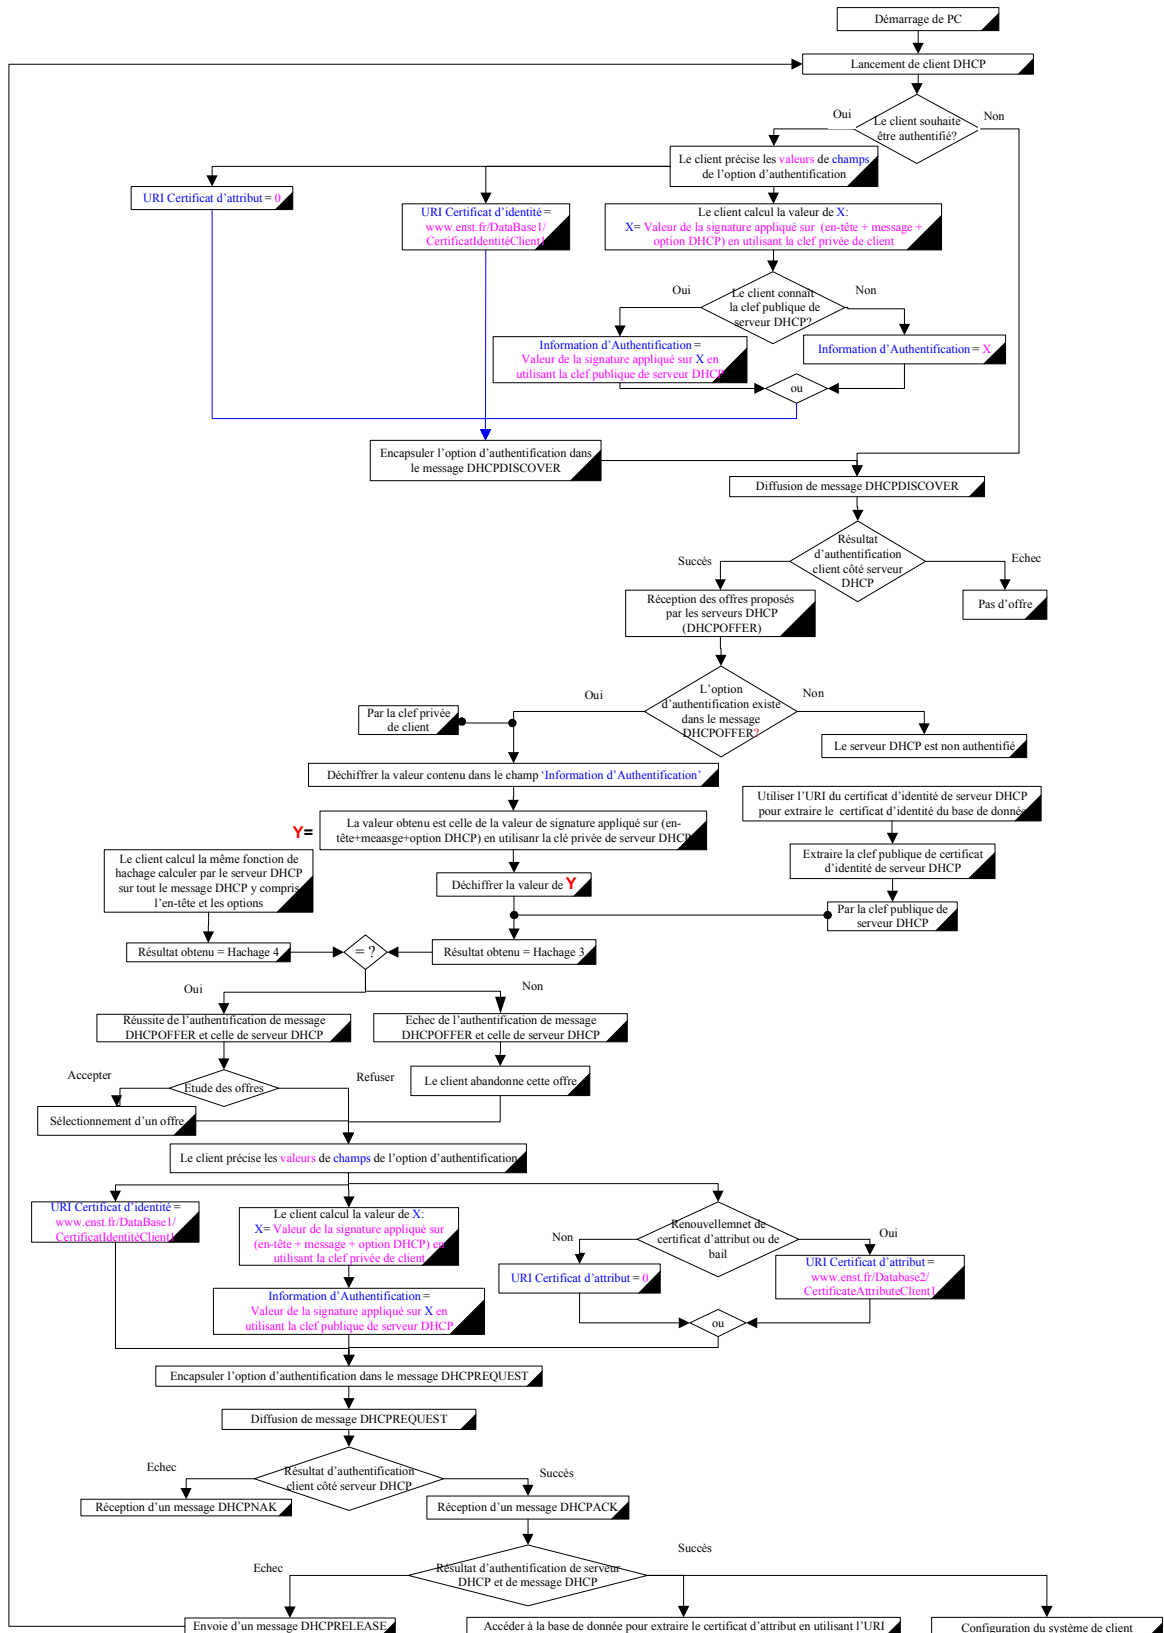 Démarrage de PC
Lancement de client DHCP
Oui
Non
Le client souhaite
être authentifié?
Le client précise les valeurs de champs
de l'option d'authentification
URI Certificat d'attribut = 0
URI Certificat d'identité =
www.enst.fr/DataBase1/
CertificatIdentitéClient1
Le client calcul la valeur de X:
X= Valeur de la signature appliqué sur (en-tête + message +
option DHCP) en utilisant la clef privée de client
Oui
Non
Le client connait
la clef publique de
serveur DHCP?
Information d'Authentification =
Valeur de la signature appliqué sur X en
utilisant la clef publique de serveur DHCP
Information d'Authentification = X
ou
Encapsuler l'option d'authentification dans
le message DHCPDISCOVER
Diffusion de message DHCPDISCOVER
Résultat
d'authentification
client côté serveur
DHCP
Succès
Echec
Réception des offres proposés
par les serveurs DHCP
(DHCPOFFER)
Pas d'offre
L'option
d'authentification existe
dans le message
DHCPOFFER?
Oui
Non
Par la clef privée
de client
Le serveur DHCP est non authentifié
Déchiffrer la valeur contenu dans le champ 'Information d'Authentification'
Utiliser l'URI du certificat d'identité de serveur DHCP
pour extraire le certificat d'identité du base de donnée
Y=
La valeur obtenu est celle de la valeur de signature appliqué sur (en-
tête+meaasge+option DHCP) en utilisant la clé privée de serveur DHCP
Le client calcul la même fonction de
hachage calculer par le serveur DHCP
sur tout le message DHCP y compris
l'en-tête et les options
Extraire la clef publique de certificat
d'identité de serveur DHCP
Déchiffrer la valeur de Y
Par la clef publique de
serveur DHCP
Résultat obtenu = Hachage 4
= ?
Résultat obtenu = Hachage 3
Oui
Non
Réussite de l'authentification de message
DHCPOFFER et celle de serveur DHCP
Echec de l'authentification de message
DHCPOFFER et celle de serveur DHCP
Accepter
Etude des offres
Refuser
Le client abandonne cette offre
Sélectionnement d'un offre
Le client précise les valeurs de champs de l'option d'authentification
URI Certificat d'identité =
www.enst.fr/DataBase1/
CertificatIdentitéClient1
Le client calcul la valeur de X:
X= Valeur de la signature appliqué sur
(en-tête + message + option DHCP) en
utilisant la clef privée de client
Renouvellemnet de
certificat d'attribut ou de
bail
Non
Oui
URI Certificat d'attribut = 0
URI Certificat d'attribut =
www.enst.fr/Database2/
CertificateAttributeClient1
Information d'Authentification =
Valeur de la signature appliqué sur X en
utilisant la clef publique de serveur DHCP
ou
Encapsuler l'option d'authentification dans le message DHCPREQUEST
Diffusion de message DHCPREQUEST
Echec
Résultat d'authentification
client côté serveur DHCP
Succès
Réception d'un message DHCPNAK
Réception d'un message DHCPACK
Echec
Résultat d'authentification de serveur
DHCP et de message DHCP
Succès
Envoie d'un message DHCPRELEASE
Accéder à la base de donnée pour extraire le certificat d'attribut en utilisant l'URI
Configuration du système de client